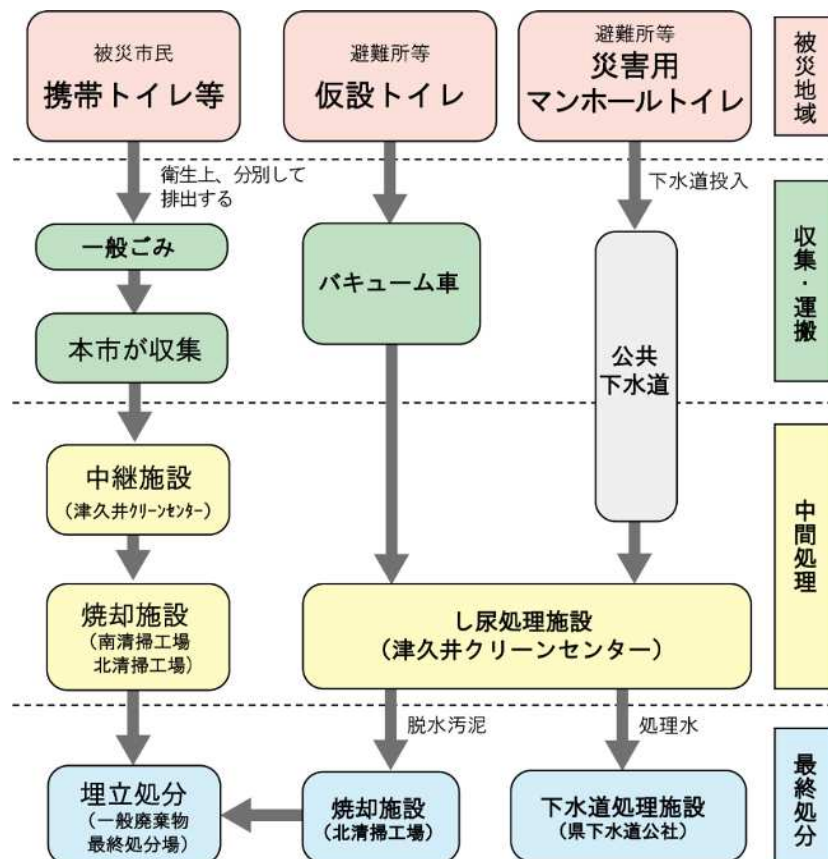 被災市民
携帯トイレ等
避難所等
仮設トイレ
避難所等
災害用
マンホールトイレ
被災地域
衛生上、分別して
排出する
下水道投入
一般ごみ
バキューム車
本市が収集
公共
下水道
収集・運搬
中継施設
（津久井ｸﾘｰﾝｾﾝﾀｰ）
焼却施設
（南清掃工場
北清掃工場）
し尿処理施設
（津久井クリーンセンター）
中間処理
脱水汚泥
処理水
埋立処分
（一般廃棄物
最終処分場）
焼却施設
（北清掃工場）
下水道処理施設
（県下水道公社）
最終処分